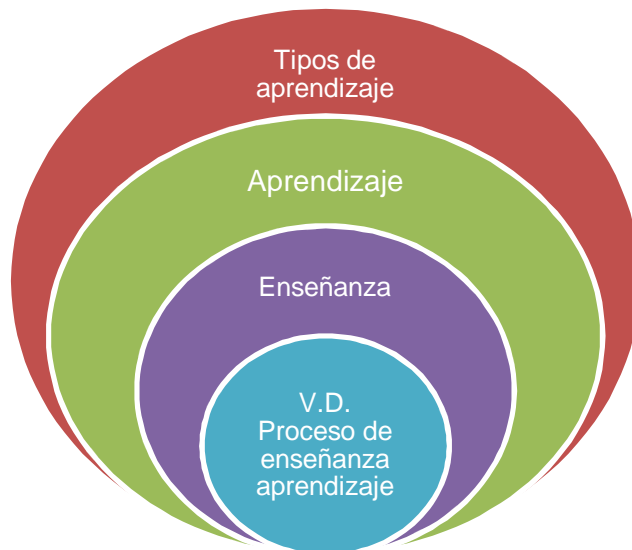 Tipos de
aprendizaje
Aprendizaje
Enseñanza
V.D.
Proceso de
enseñanza
aprendizaje